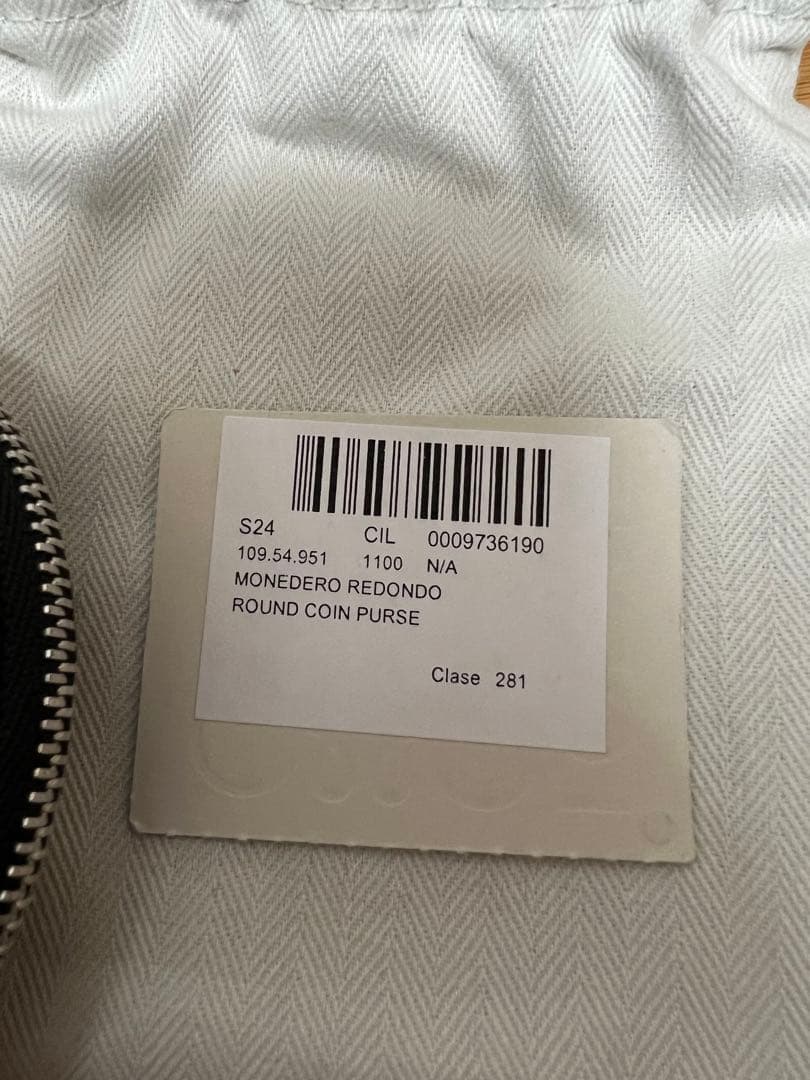 S24 CIL 0009736190
109.54.951 1100 N/A
MONEDERO REDONDO
ROUND COIN PURSE
Clase 281